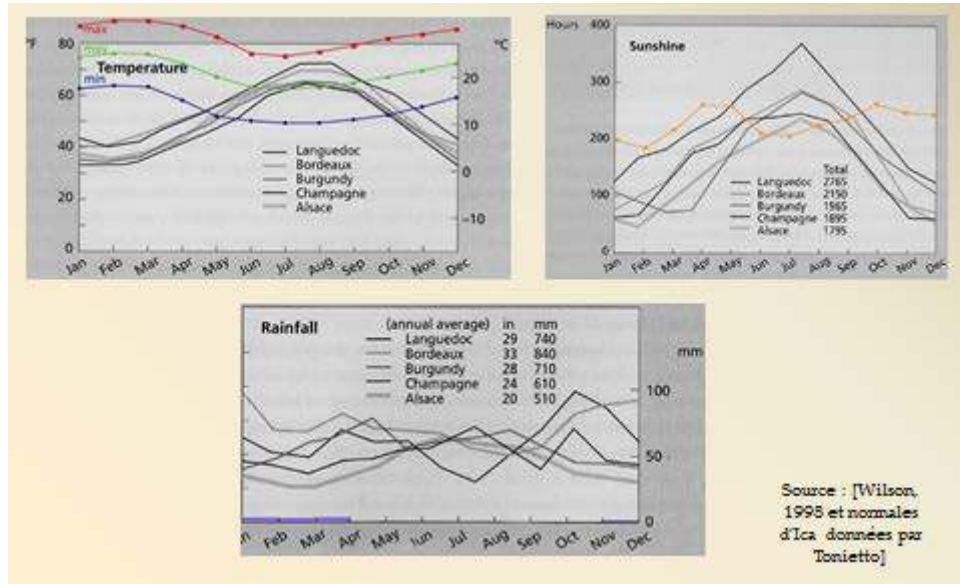 °F
80
60
40
20
0
max
max
min
Temperature
Languedoc
Bordeaux
Burgundy
Champagne
Alsace
°C
20
10
0
-10
Jan Feb Mar Apr May Jun Jul Aug Sep Oct Nov Dec
Hours 400
300
200
100
0
Sunshine
Total
Languedoc 2765
Bordeaux 2150
Burgundy 1965
Champagne 1895
Alsace 1795
Jan Feb Mar Apr May Jun Jul Aug Sep Oct Nov Dec
Rainfall
(annual average) in mm
Languedoc 29 740
Bordeaux 33 840
Burgundy 28 710
Champagne 24 610
Alsace 20 510
mm
100
50
0
Feb Mar Apr May Jun Jul Aug Sep Oct Nov Dec
Source : [Wilson,
1998 et normales
d'Ica données par
Tonietto]